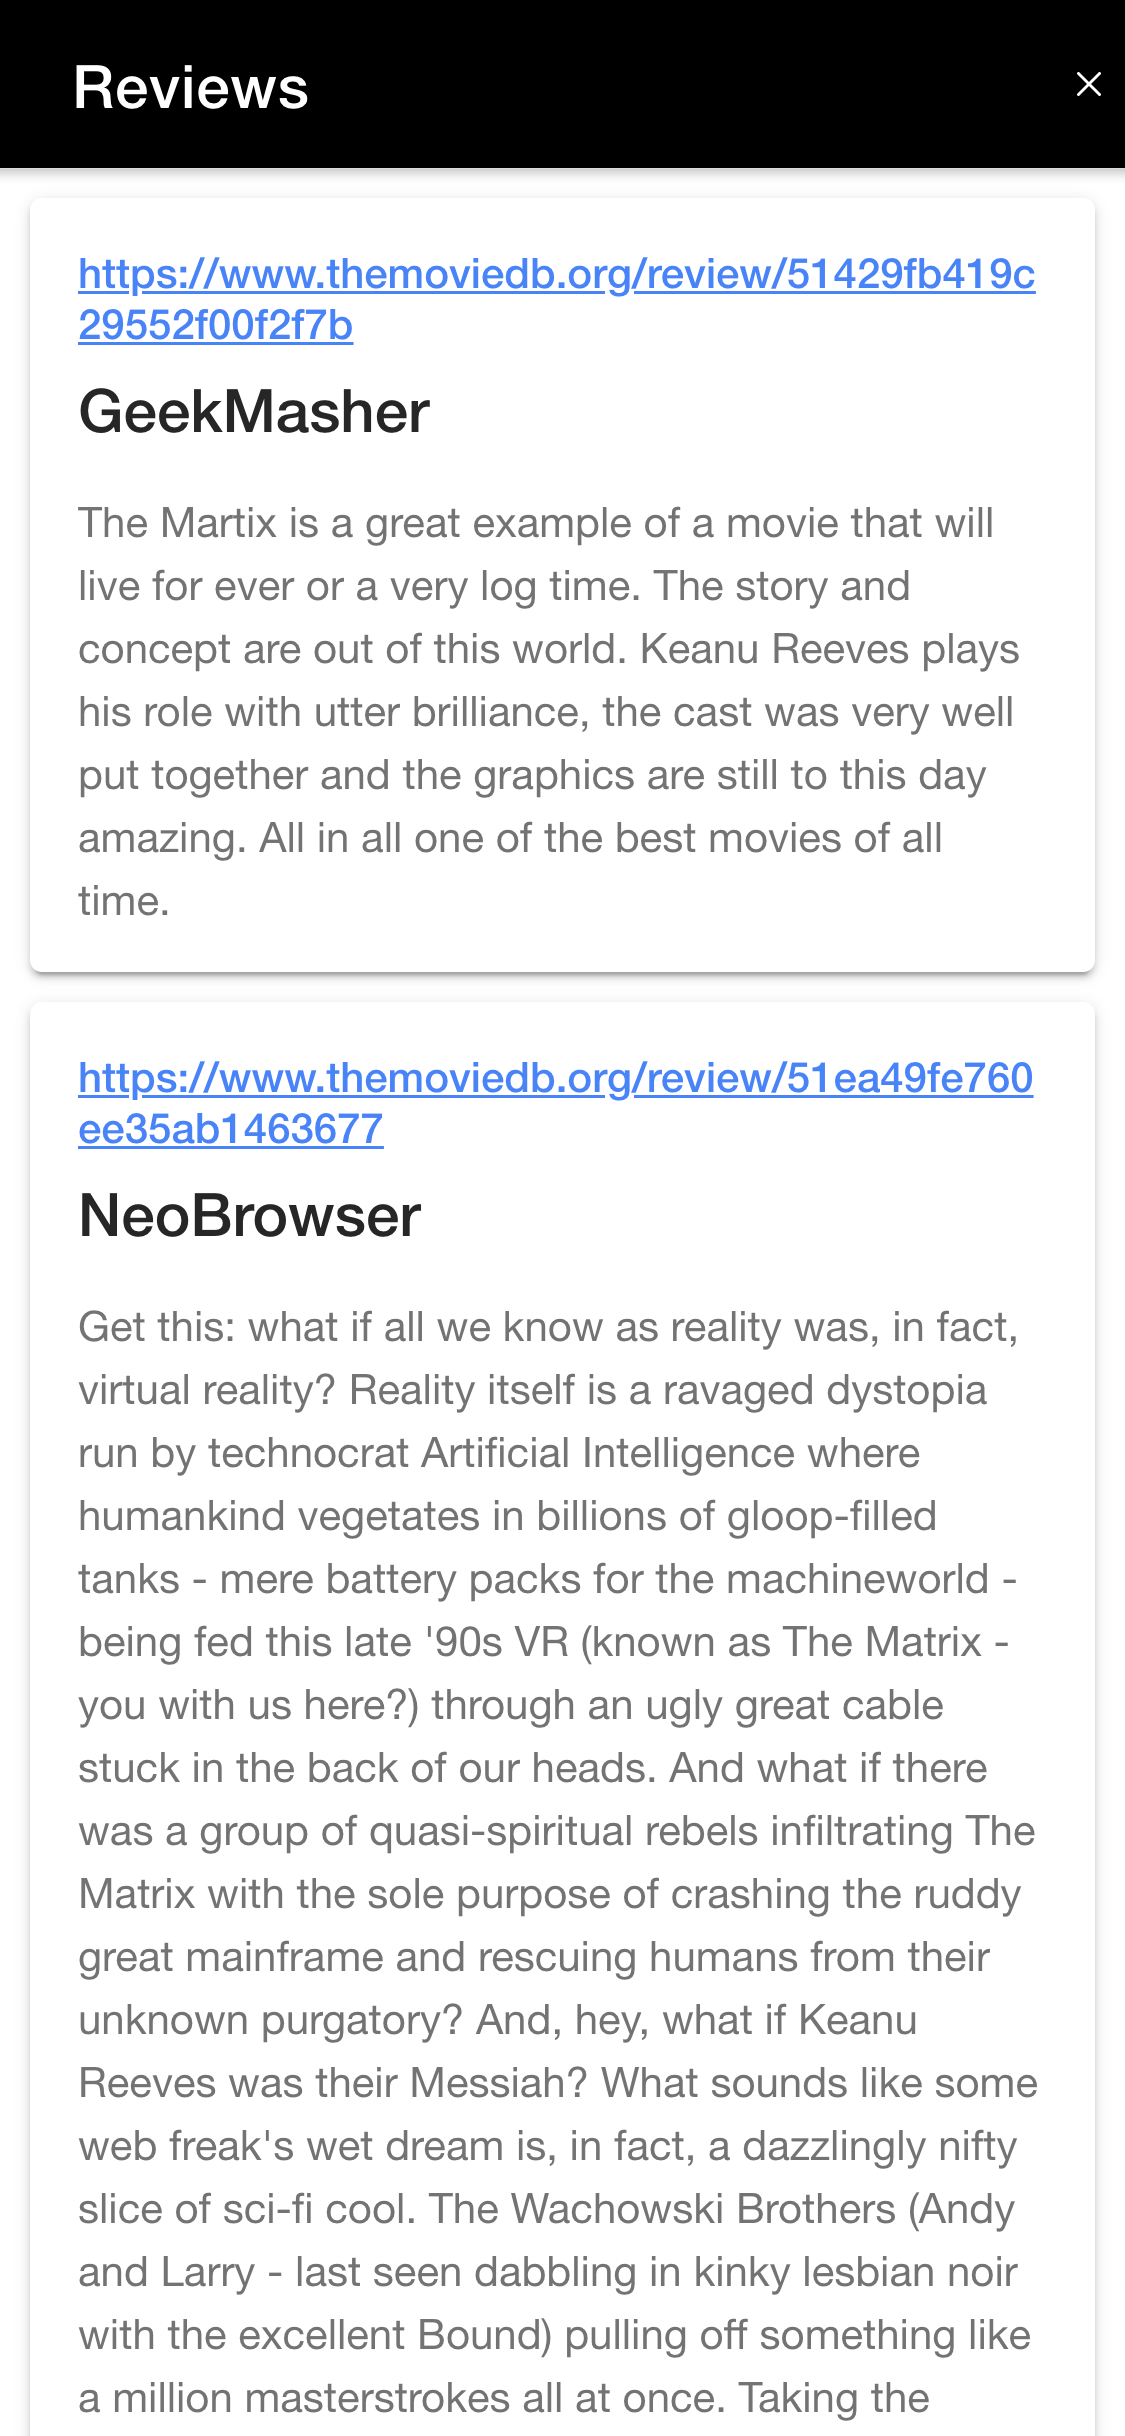 Reviews
https://www.themoviedb.org/review/51429fb419c
29552f00f2f7b
GeekMasher
The Martix is a great example of a movie that will
live for ever or a very log time. The story and
concept are out of this world. Keanu Reeves plays
his role with utter brilliance, the cast was very well
put together and the graphics are still to this day
amazing. All in all one of the best movies of all
time.
https://www.themoviedb.org/review/51ea49fe760
ee35ab1463677
NeoBrowser
Get this: what if all we know as reality was, in fact,
virtual reality? Reality itself is a ravaged dystopia
run by technocrat Artificial Intelligence where
humankind vegetates in billions of gloop-filled
tanks - mere battery packs for the machineworld -
being fed this late '90s VR (known as The Matrix -
you with us here?) through an ugly great cable
stuck in the back of our heads. And what if there
was a group of quasi-spiritual rebels infiltrating The
Matrix with the sole purpose of crashing the ruddy
great mainframe and rescuing humans from their
unknown purgatory? And, hey, what if Keanu
Reeves was their Messiah? What sounds like some
web freak's wet dream is, in fact, a dazzlingly nifty
slice of sci-fi cool. The Wachowski Brothers (Andy
and Larry - last seen dabbling in kinky lesbian noir
with the excellent Bound) pulling off something like
a million masterstrokes all at once. Taking the